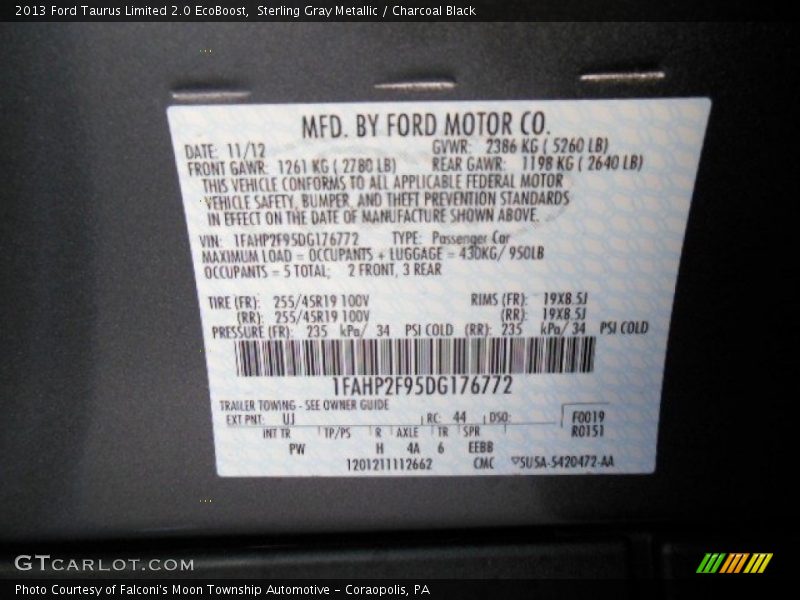 2013 Ford Taurus Limited 2.0 EcoBoost,  Sterling Gray Metallic / Charcoal Black
MFD. BY FORD MOTOR CO.
DATE: 11/12 GVWR: 2386 KG ( 5260 LB)
FRONT GAWR: 1261 KG ( 2780 LB) REAR GAWR: 1198 KG ( 2640 LB)
THIS VEHICLE CONFORMS TO ALL APPLICABLE FEDERAL MOTOR
VEHICLE SAFETY, BUMPER, AND THEFT PREVENTION STANDARDS
IN EFFECT ON THE DATE OF MANUFACTURE SHOWN ABOVE.
VIN: 1FAHP2F95DG176772 TYPE: Passenger Car
MAXIMUM LOAD = OCCUPANTS + LUGGAGE = 430KG/ 950LB
OCCUPANTS = 5 TOTAL; 2 FRONT, 3 REAR
TIRE (FR): 255/45R19 100V RIMS (FR): 19X8.5J
(RR): 255/45R19 100V (RR): 19X8.5J
PRESSURE (FR): 235 kPa/ 34 PSI COLD (RR): 235 kPa/ 34 PSI COLD
1FAHP2F95DG176772
TRAILER TOWING - SEE OWNER GUIDE
EXT PNT: UJ RC: 44 DSO: F0019
INT TR TP/PS R AXLE TR SPR R0151
PW H 4A 6 EEBB
1201211112662 CMC 5U5A-5420472-AA
GTCARLOT.COM
Photo Courtesy of Falconi's Moon Township Automotive - Coraopolis, PA